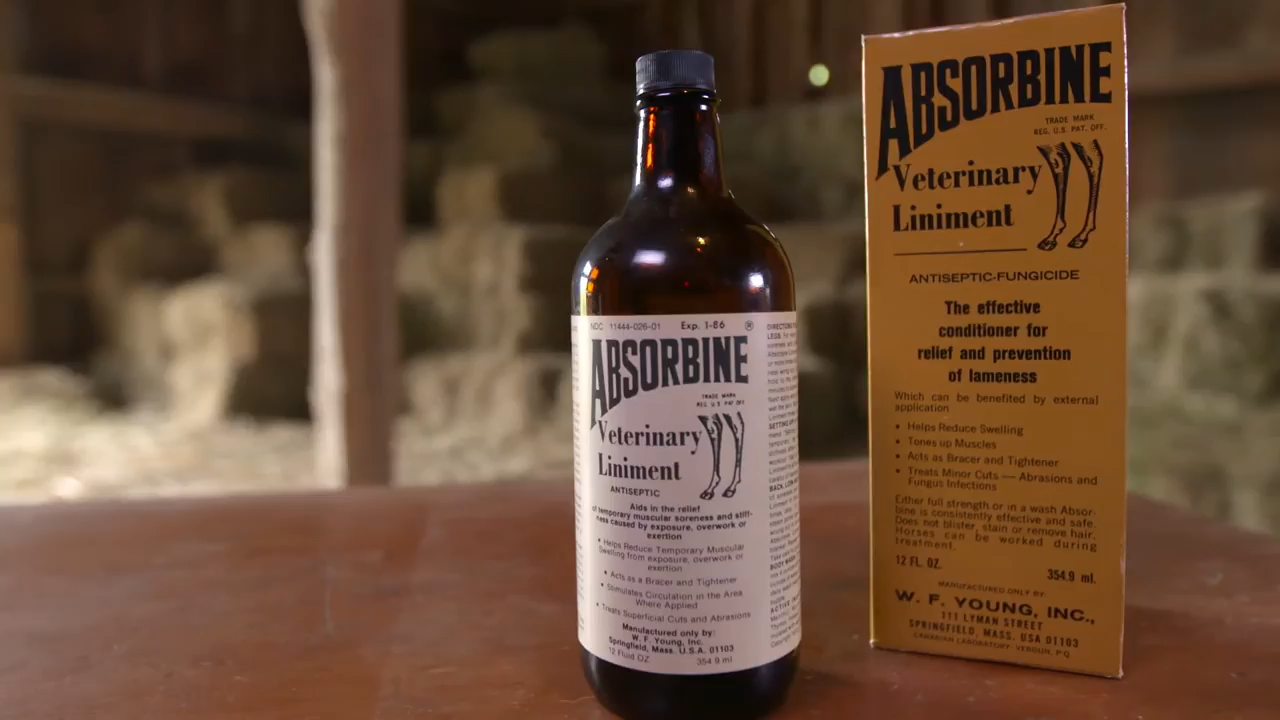 NDC 11444-026-01 Exp. 1-86 ®
ABSORBINE
TRADE MARK
REG. U.S. PAT. OFF.
Veterinary
Liniment
ANTISEPTIC
Aids in the relief
of temporary muscular soreness and stiff-
ness caused by exposure, overwork or
exertion
• Helps Reduce Temporary Muscular
Swelling from exposure, overwork or
exertion.
• Acts as a Bracer and Tightener
• Stimulates Circulation in the Area
Where Applied
• Treats Superficial Cuts and Abrasions
Manufactured only by:
W. F. Young, Inc.
Springfield, Mass. U.S.A. 01103
12 Fluid OZ 354.9 ml
ABSORBINE
TRADE MARK
REG. U.S. PAT. OFF.
Veterinary
Liniment
ANTISEPTIC-FUNGICIDE
The effective
conditioner for
relief and prevention
of lameness
Which can be benefited by external
application
• Helps Reduce Swelling
• Tones up Muscles
• Acts as Bracer and Tightener
• Treats Minor Cuts — Abrasions and
Fungus Infections
Either full strength or in a wash Absor-
bine is consistently effective and safe.
Does not blister, stain or remove hair.
Horses can be worked during
treatment.
12 FL. OZ. 354.9 ml.
MANUFACTURED ONLY BY:
W. F. YOUNG, INC.,
111 LYMAN STREET
SPRINGFIELD, MASS. USA 01103
CANADIAN LABORATORY- VERDUN, P.Q.